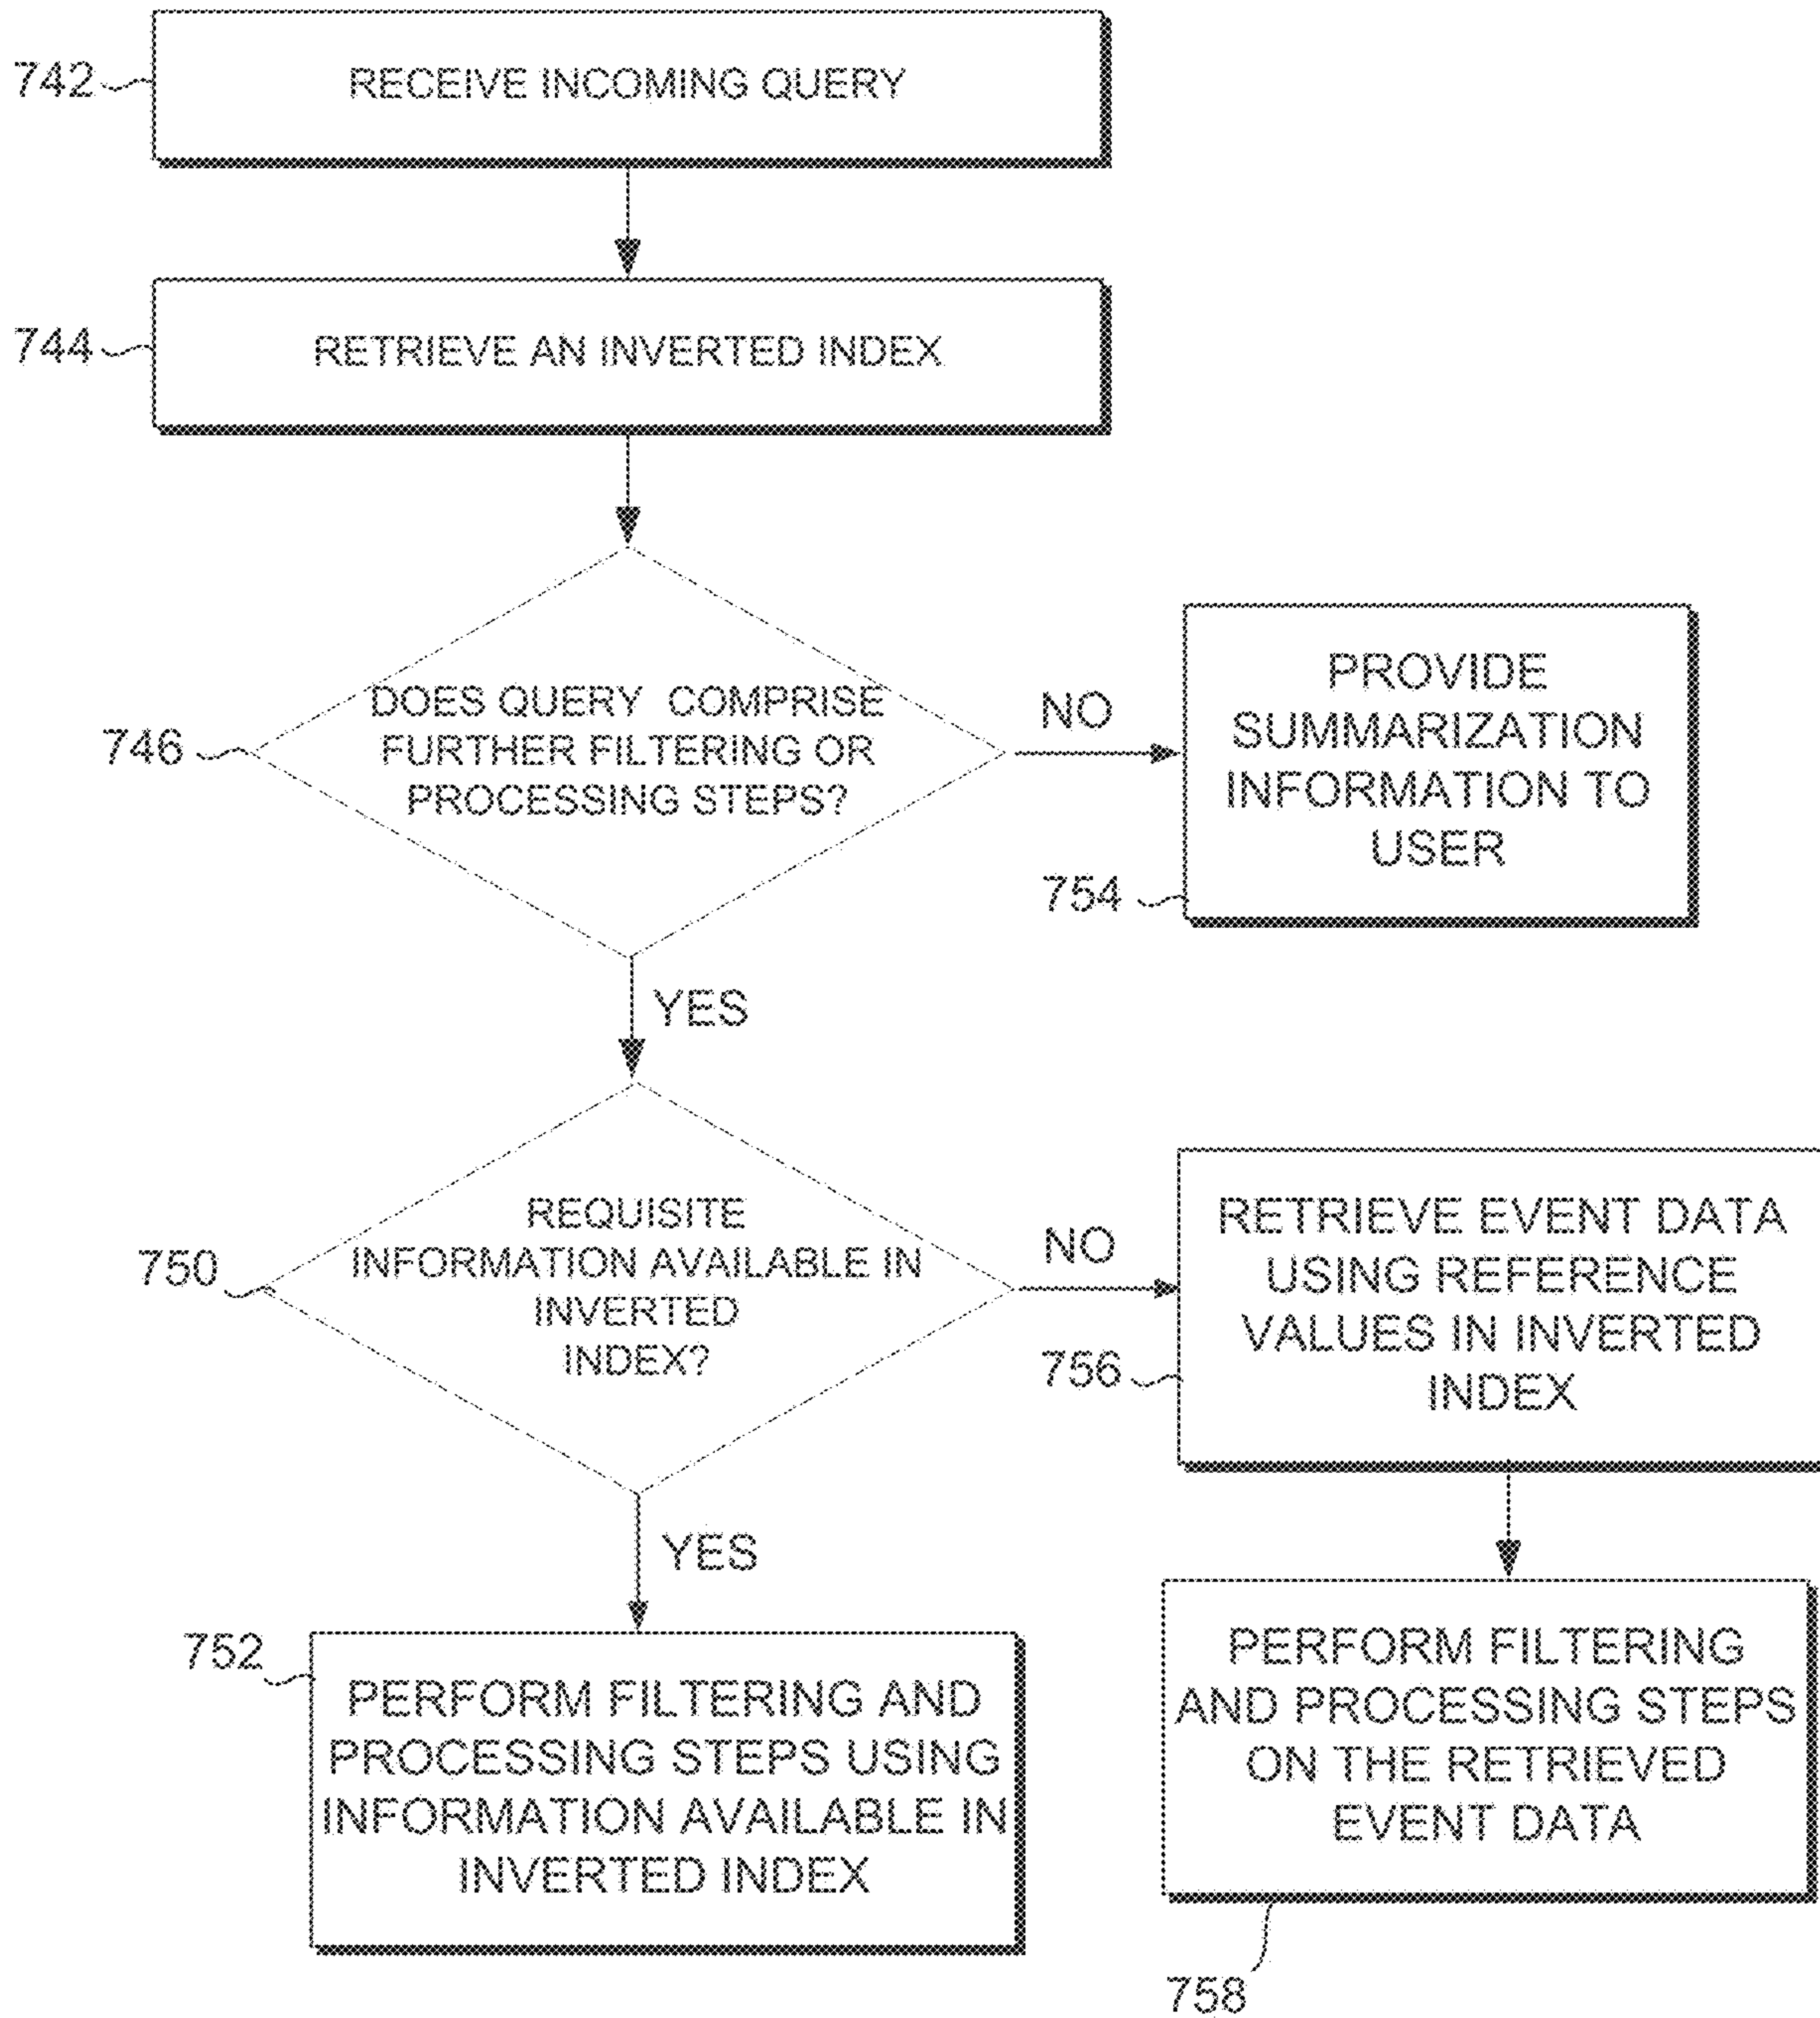 742
RECEIVE INCOMING QUERY
744
RETRIEVE AN INVERTED INDEX
746
DOES QUERY COMPRISE
FURTHER FILTERING OR
PROCESSING STEPS?
NO
PROVIDE
SUMMARIZATION
INFORMATION TO
USER
754
YES
750
REQUISITE
INFORMATION AVAILABLE IN
INVERTED
INDEX?
NO
RETRIEVE EVENT DATA
USING REFERENCE
VALUES IN INVERTED
INDEX
756
YES
752
PERFORM FILTERING AND
PROCESSING STEPS USING
INFORMATION AVAILABLE IN
INVERTED INDEX
PERFORM FILTERING
AND PROCESSING STEPS
ON THE RETRIEVED
EVENT DATA
758